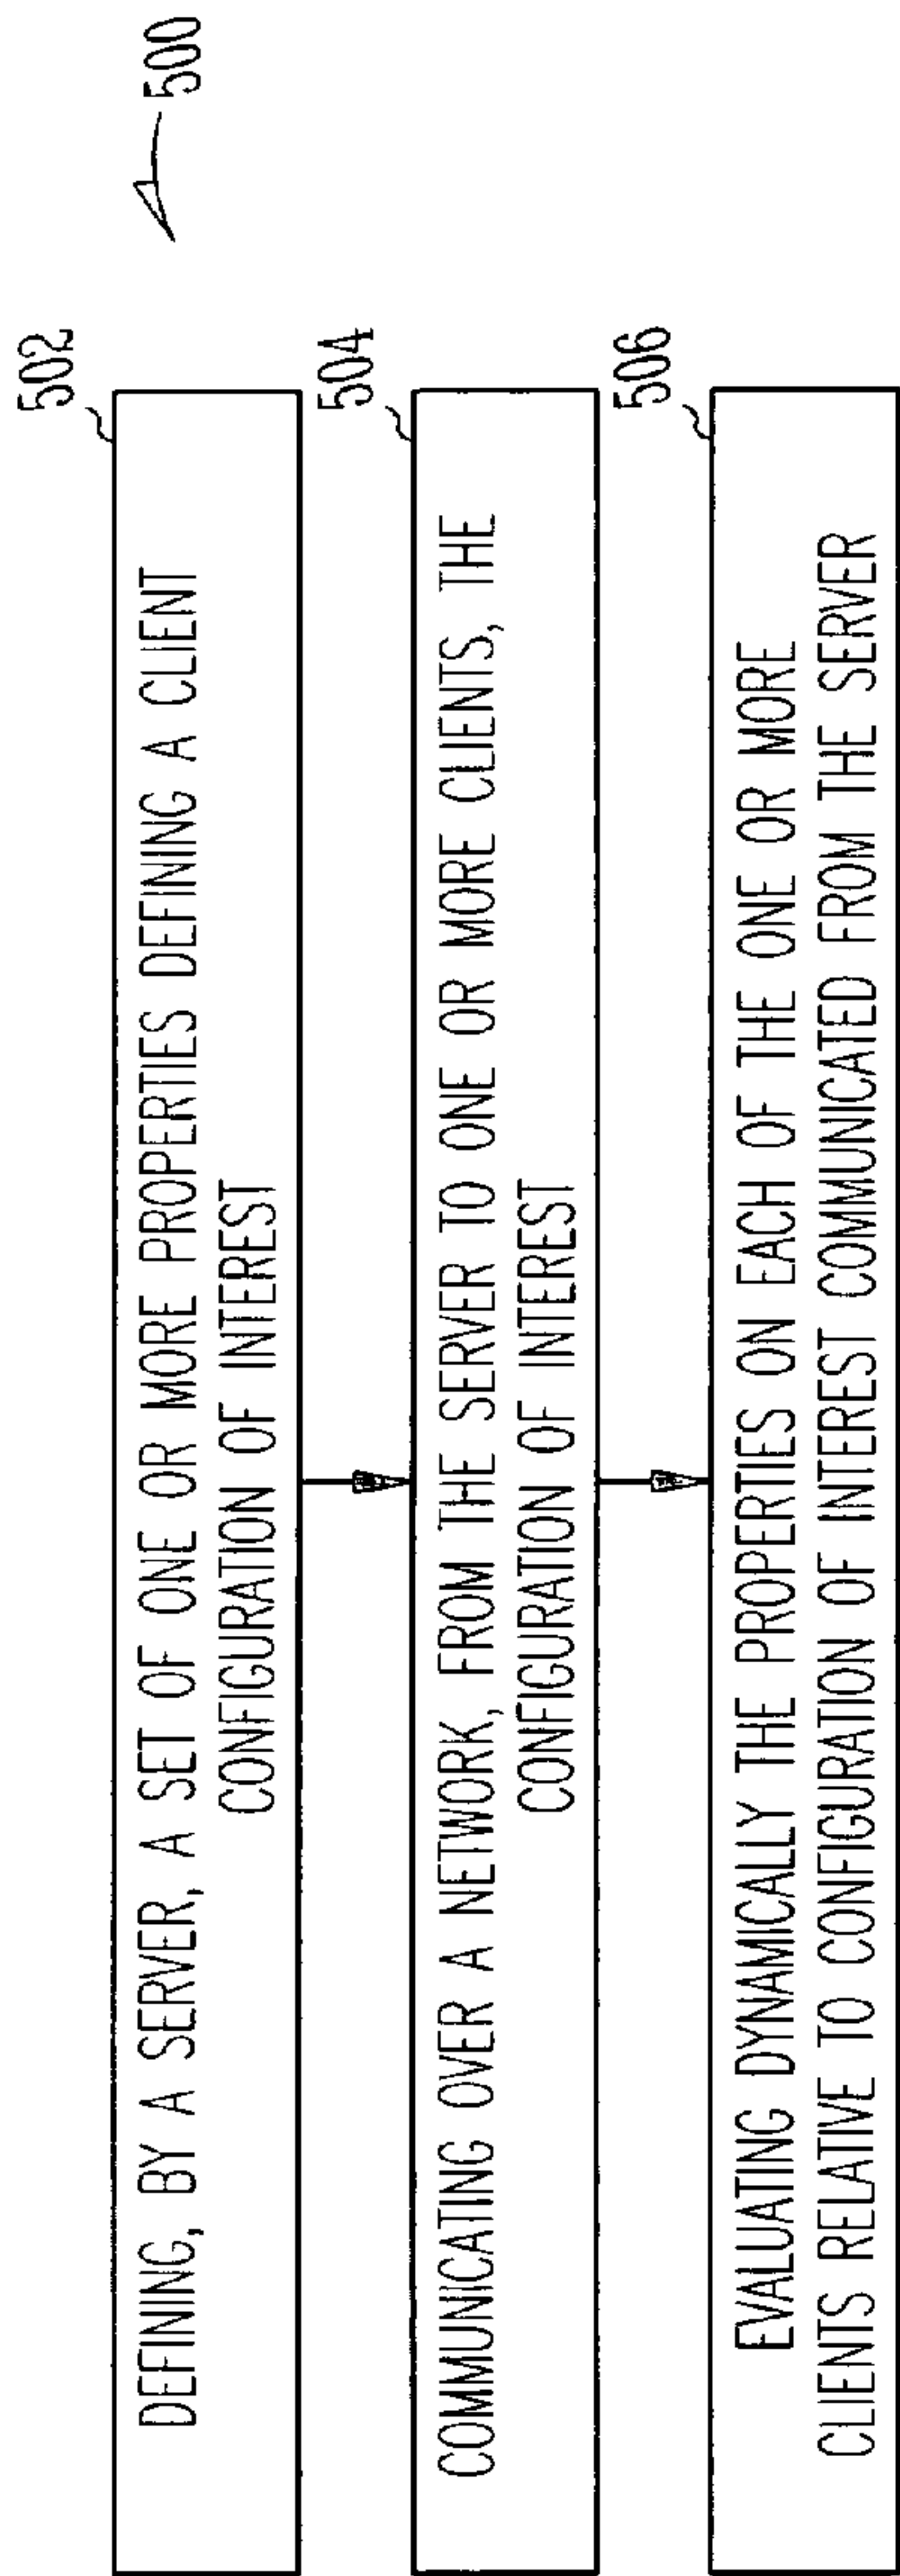 500
502
DEFINING, BY A SERVER, A SET OF ONE OR MORE PROPERTIES DEFINING A CLIENT
CONFIGURATION OF INTEREST
504
COMMUNICATING OVER A NETWORK, FROM THE SERVER TO ONE OR MORE CLIENTS, THE
CONFIGURATION OF INTEREST
506
EVALUATING DYNAMICALLY THE PROPERTIES ON EACH OF THE ONE OR MORE
CLIENTS RELATIVE TO CONFIGURATION OF INTEREST COMMUNICATED FROM THE SERVER